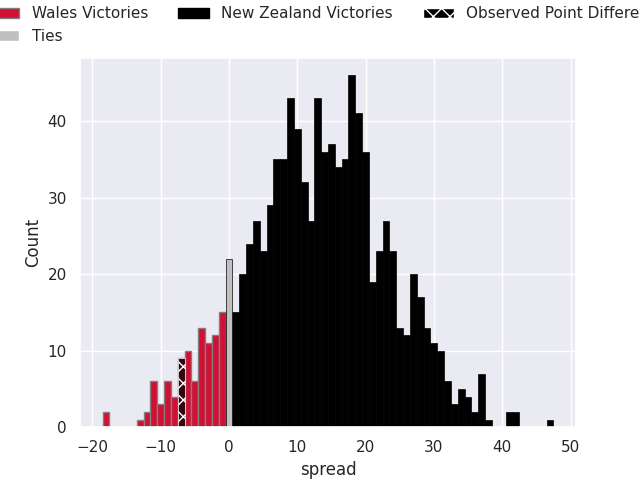 Wales Victories New Zealand Victories Observed Point Differe
Ties
Count
40
30
20
10
0
−20 −10 0 10 20 30 40 50
spread